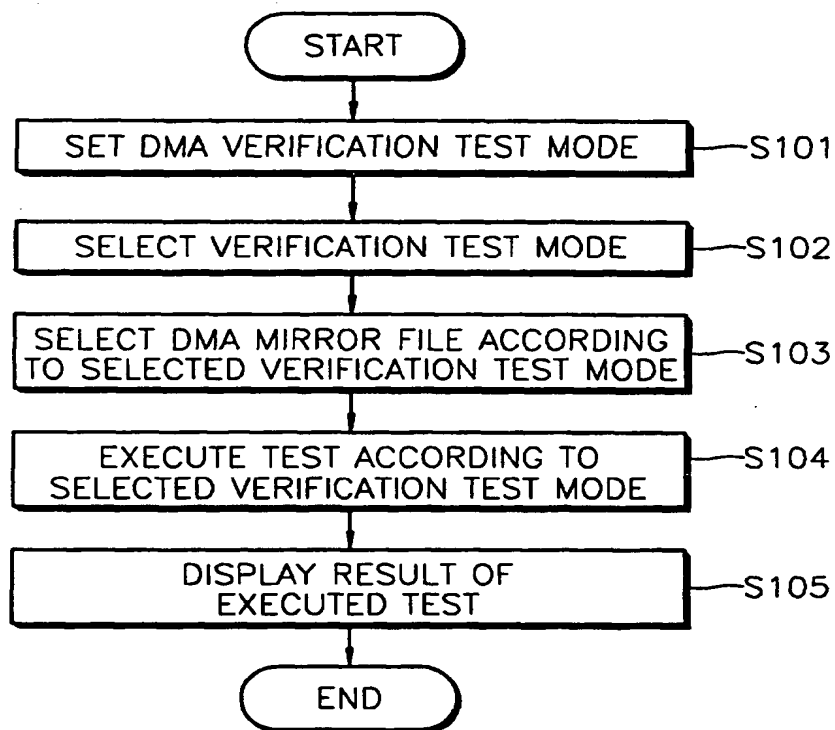 START
SET DMA VERIFICATION TEST MODE
S101
SELECT VERIFICATION TEST MODE
S102
SELECT DMA MIRROR FILE ACCORDING
TO SELECTED VERIFICATION TEST MODE
S103
EXECUTE TEST ACCORDING TO
SELECTED VERIFICATION TEST MODE
S104
DISPLAY RESULT OF
EXECUTED TEST
S105
END